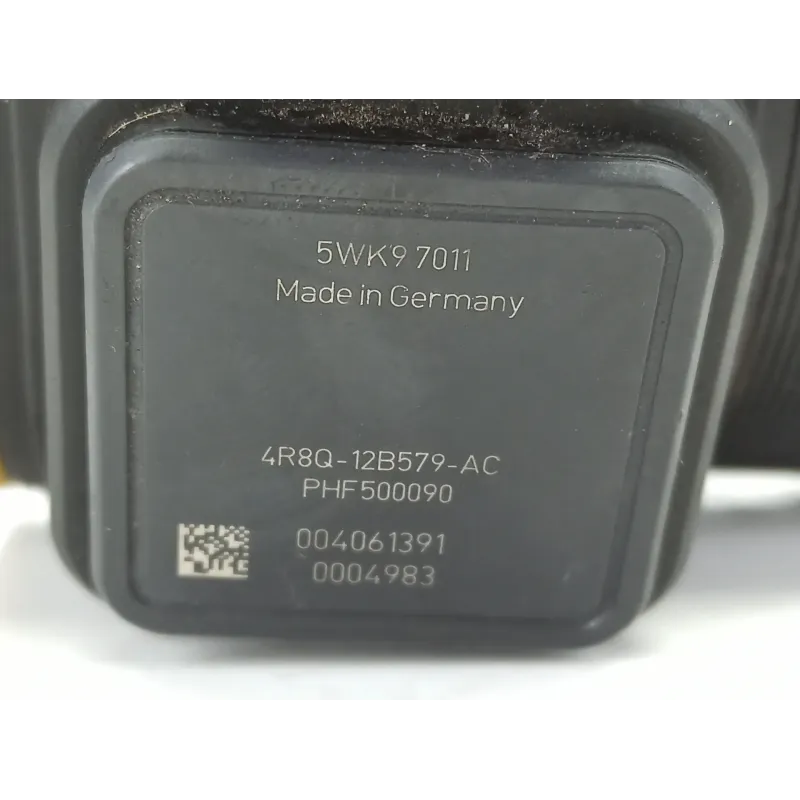 5WK9 7011
Made in Germany
4R8Q-12B579-AC
PHF500090
004061391
0004983